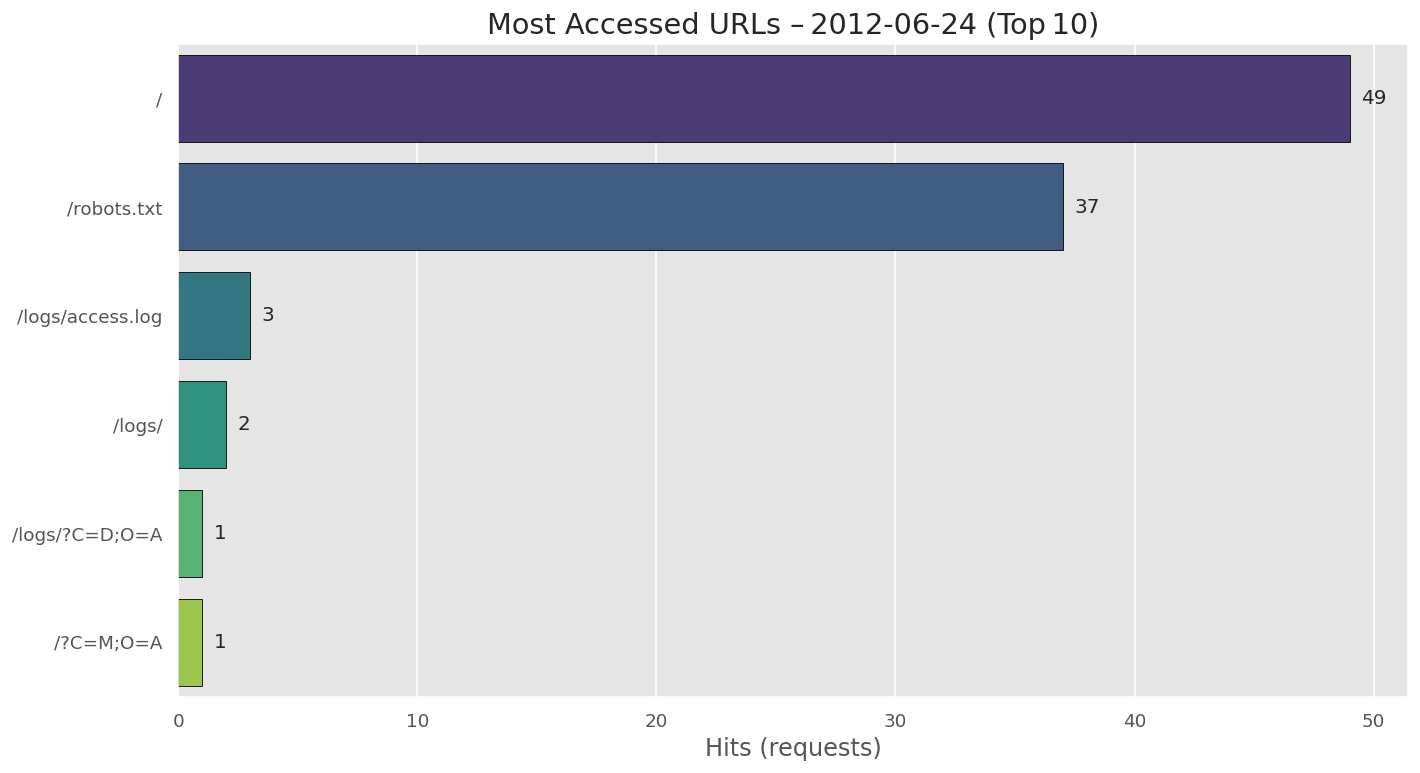 Most Accessed URLs – 2012-06-24 (Top 10)
/
49
/robots.txt
37
/logs/access.log
3
/logs/
2
/logs/?C=D;O=A
1
/?C=M;O=A
1
0 10 20 30 40 50
Hits (requests)